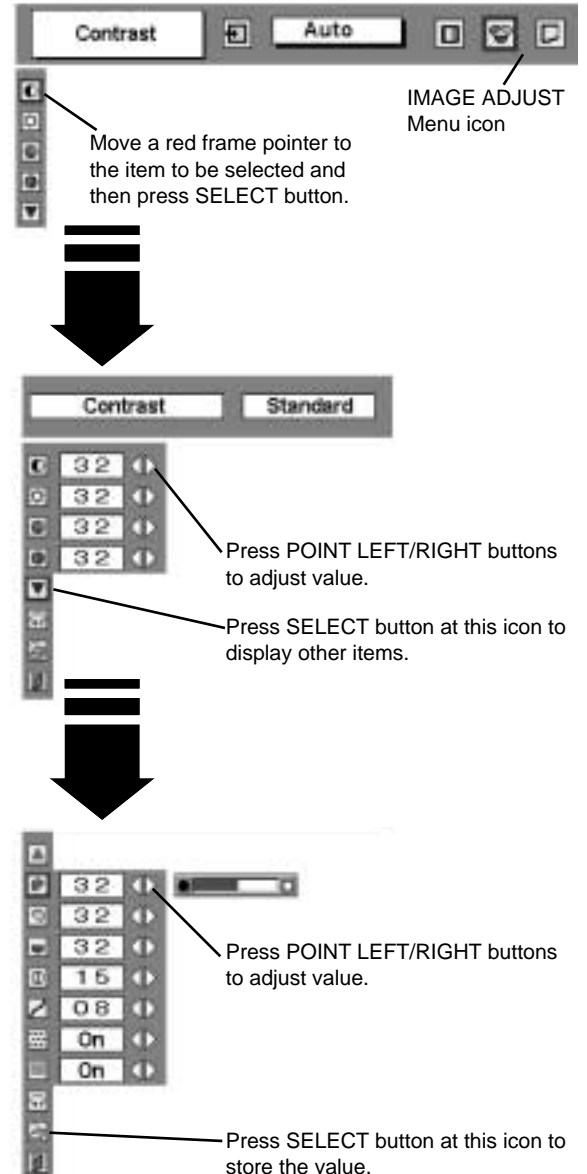 Contrast Auto
IMAGE ADJUST
Menu icon
Move a red frame pointer to
the item to be selected and
then press SELECT button.
Contrast Standard
32
32
32
32
Press POINT LEFT/RIGHT buttons
to adjust value.
Press SELECT button at this icon to
display other items.
32
32
32
15
08
On
On
Press POINT LEFT/RIGHT buttons
to adjust value.
Press SELECT button at this icon to
store the value.